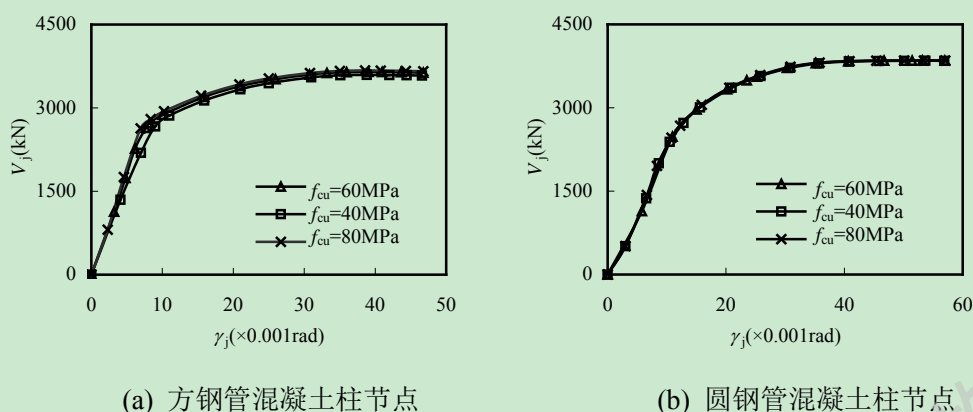 4500
3000
1500
0
V_j(kN)
f_cu=60MPa
f_cu=40MPa
f_cu=80MPa
0 10 20 30 40 50
γ_j(×0.001rad)
(a) 方钢管混凝土柱节点
4500
3000
1500
0
V_j(kN)
f_cu=60MPa
f_cu=40MPa
f_cu=80MPa
0 20 40 60
γ_j(×0.001rad)
(b) 圆钢管混凝土柱节点